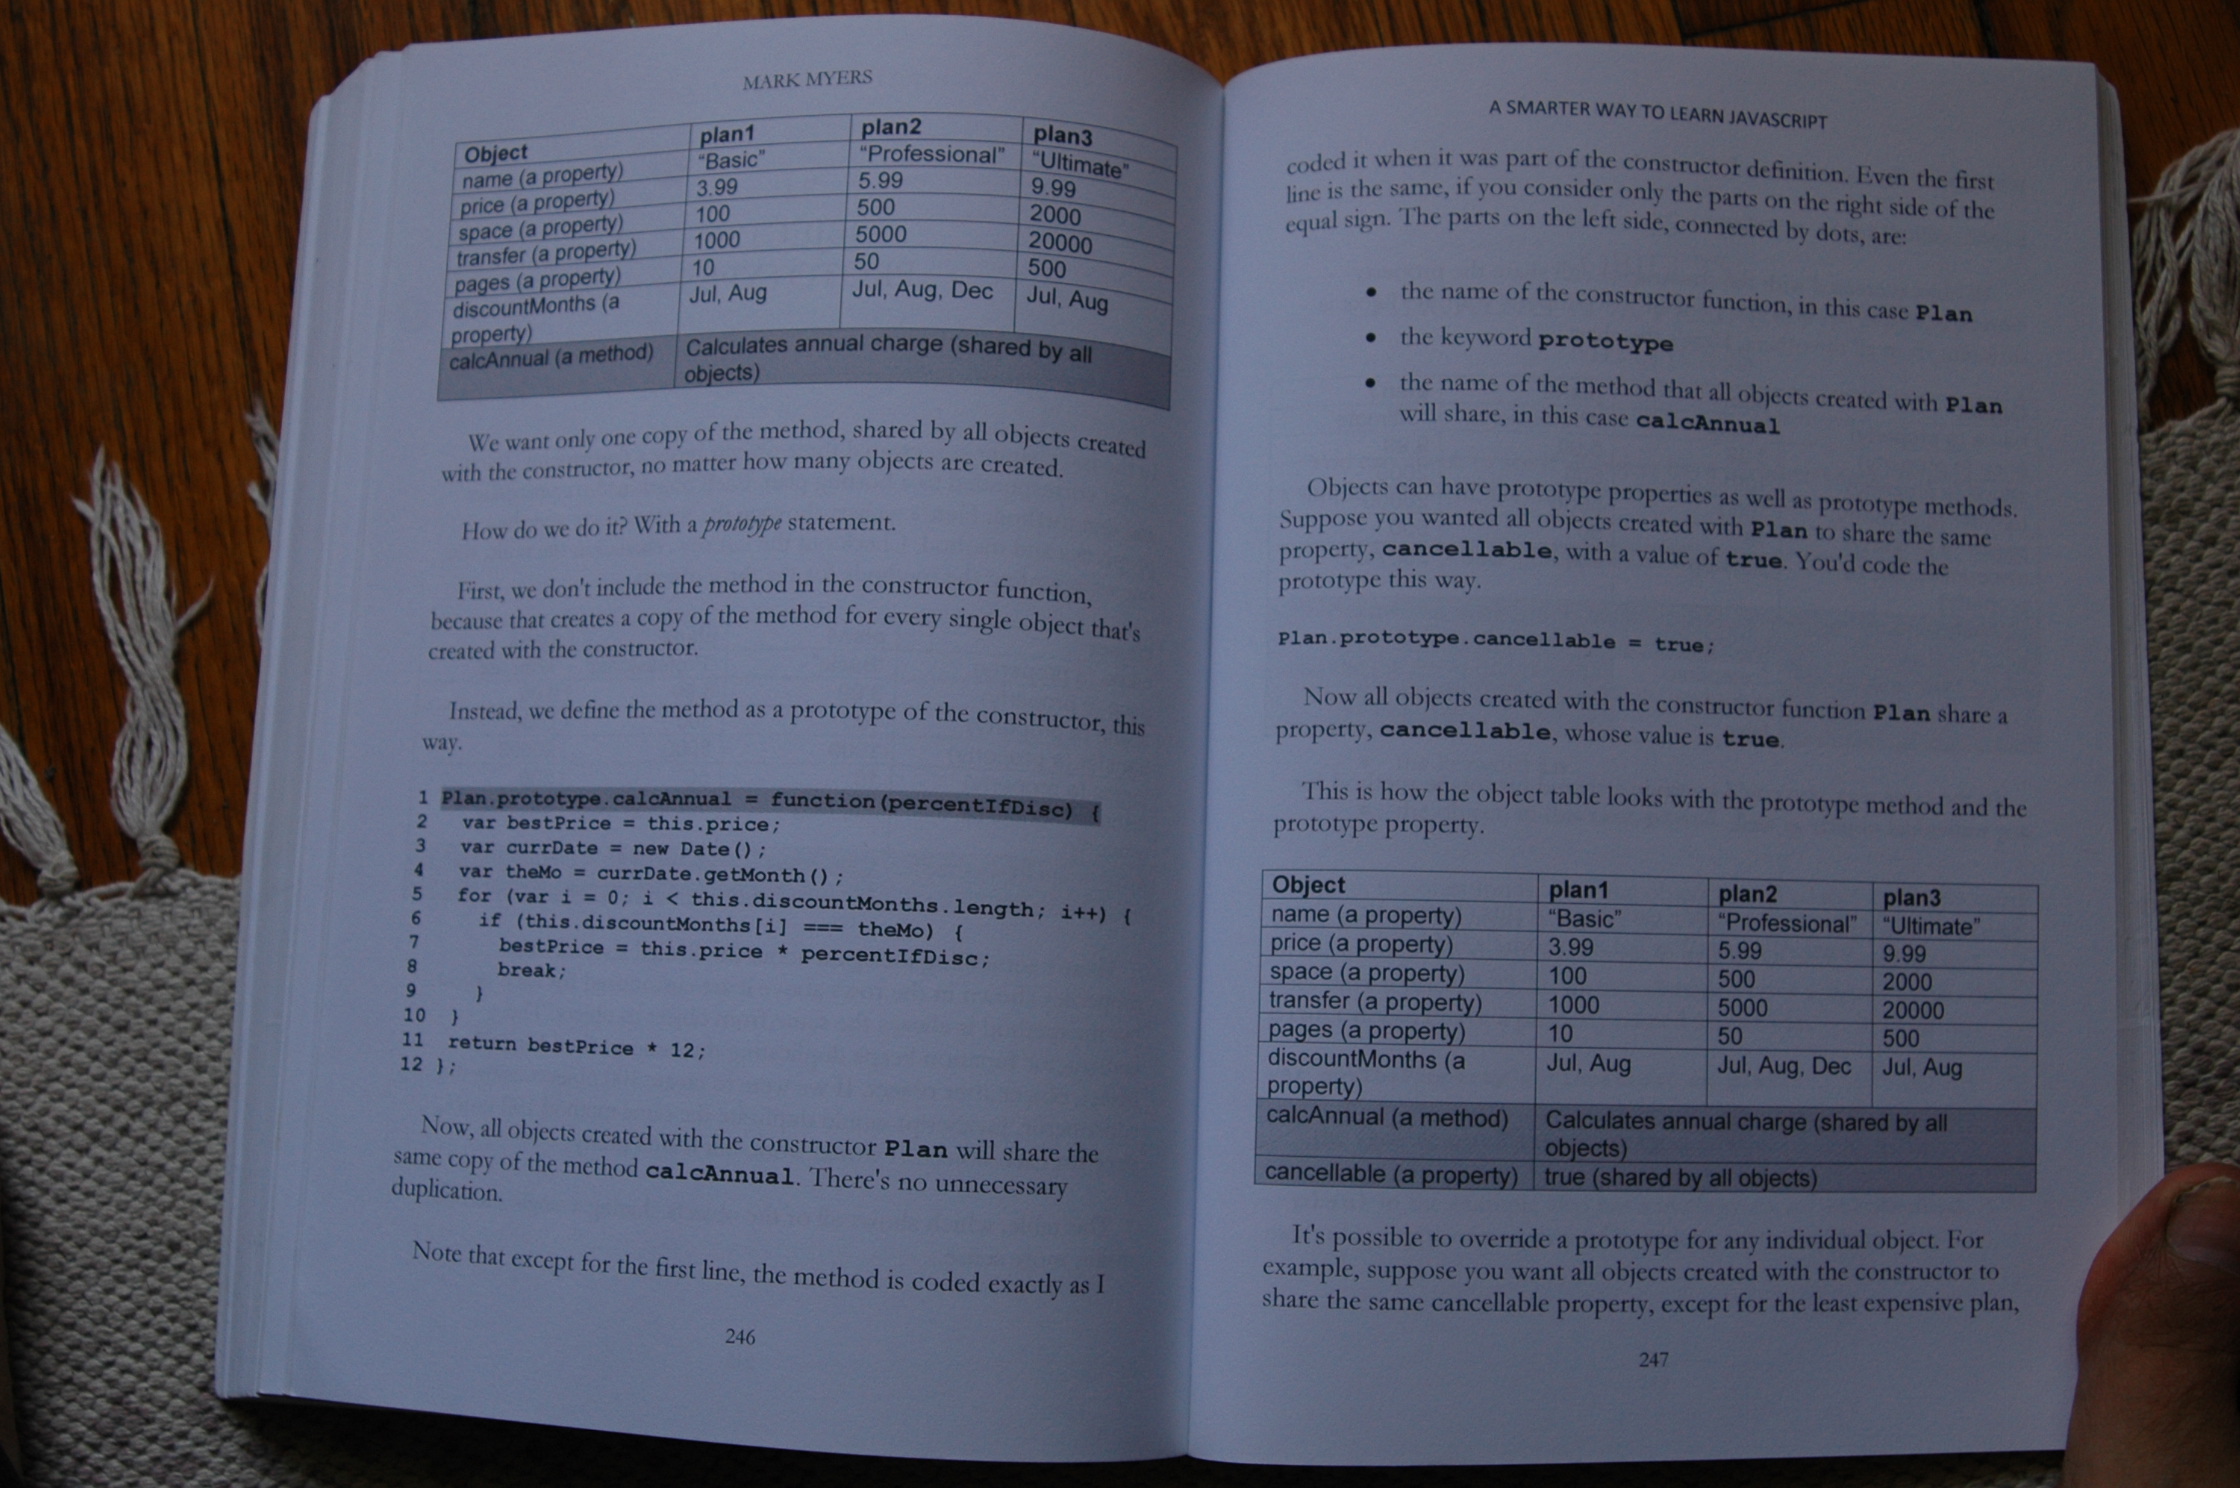 MARK MYERS
Object plan1 plan2 plan3
name (a property) "Basic" "Professional" "Ultimate"
price (a property) 3.99 5.99 9.99
space (a property) 100 500 2000
transfer (a property) 1000 5000 20000
pages (a property) 10 50 500
discountMonths (a Jul, Aug Jul, Aug, Dec Jul, Aug
property)
calcAnnual (a method) Calculates annual charge (shared by all
objects)
We want only one copy of the method, shared by all objects created
with the constructor, no matter how many objects are created.
How do we do it? With a prototype statement.
First, we don't include the method in the constructor function,
because that creates a copy of the method for every single object that's
created with the constructor.
Instead, we define the method as a prototype of the constructor, this
way.
1 Plan.prototype.calcAnnual = function(percentIfDisc) {
2 var bestPrice = this.price;
3 var currDate = new Date();
4 var theMo = currDate.getMonth();
5 for (var i = 0; i < this.discountMonths.length; i++) {
6 if (this.discountMonths[i] === theMo) {
7 bestPrice = this.price * percentIfDisc;
8 break;
9 }
10 }
11 return bestPrice * 12;
12 };
Now, all objects created with the constructor Plan will share the
same copy of the method calcAnnual. There's no unnecessary
duplication.
Note that except for the first line, the method is coded exactly as I
246
A SMARTER WAY TO LEARN JAVASCRIPT
coded it when it was part of the constructor definition. Even the first
line is the same, if you consider only the parts on the right side of the
equal sign. The parts on the left side, connected by dots, are:
• the name of the constructor function, in this case Plan
• the keyword prototype
• the name of the method that all objects created with Plan
will share, in this case calcAnnual
Objects can have prototype properties as well as prototype methods.
Suppose you wanted all objects created with Plan to share the same
property, cancellable, with a value of true. You'd code the
prototype this way.
Plan.prototype.cancellable = true;
Now all objects created with the constructor function Plan share a
property, cancellable, whose value is true.
This is how the object table looks with the prototype method and the
prototype property.
Object plan1 plan2 plan3
name (a property) "Basic" "Professional" "Ultimate"
price (a property) 3.99 5.99 9.99
space (a property) 100 500 2000
transfer (a property) 1000 5000 20000
pages (a property) 10 50 500
discountMonths (a Jul, Aug Jul, Aug, Dec Jul, Aug
property)
calcAnnual (a method) Calculates annual charge (shared by all
objects)
cancellable (a property) true (shared by all objects)
It's possible to override a prototype for any individual object. For
example, suppose you want all objects created with the constructor to
share the same cancellable property, except for the least expensive plan,
247